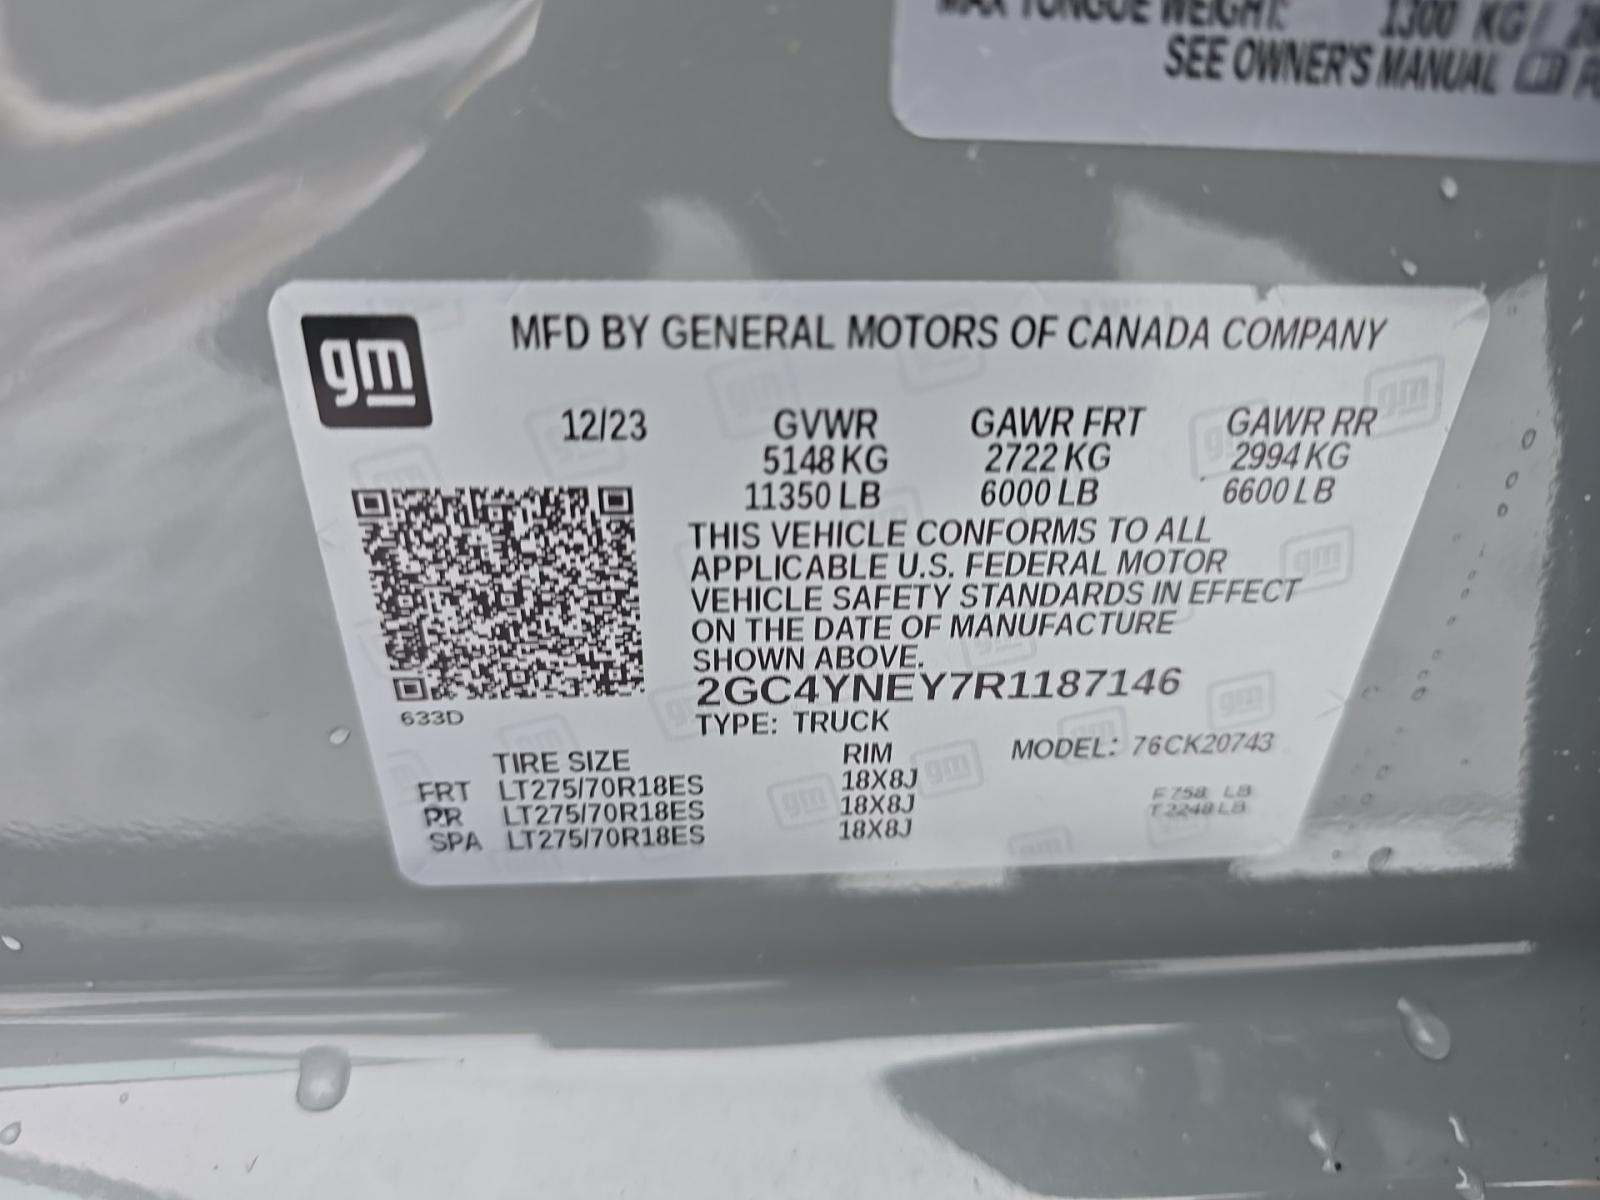 MAX TONGUE WEIGHT: 1300 KG /
SEE OWNER'S MANUAL
gm
MFD BY GENERAL MOTORS OF CANADA COMPANY
12/23 GVWR GAWR FRT GAWR RR
5148 KG 2722 KG 2994 KG
11350 LB 6000 LB 6600 LB
THIS VEHICLE CONFORMS TO ALL
APPLICABLE U.S. FEDERAL MOTOR
VEHICLE SAFETY STANDARDS IN EFFECT
ON THE DATE OF MANUFACTURE
SHOWN ABOVE.
2GC4YNEY7R1187146
633D
TYPE: TRUCK
TIRE SIZE RIM MODEL: 76CK20743
FRT LT275/70R18ES 18X8J
RR LT275/70R18ES 18X8J
SPA LT275/70R18ES 18X8J
F 758 LB
T 2248 LB